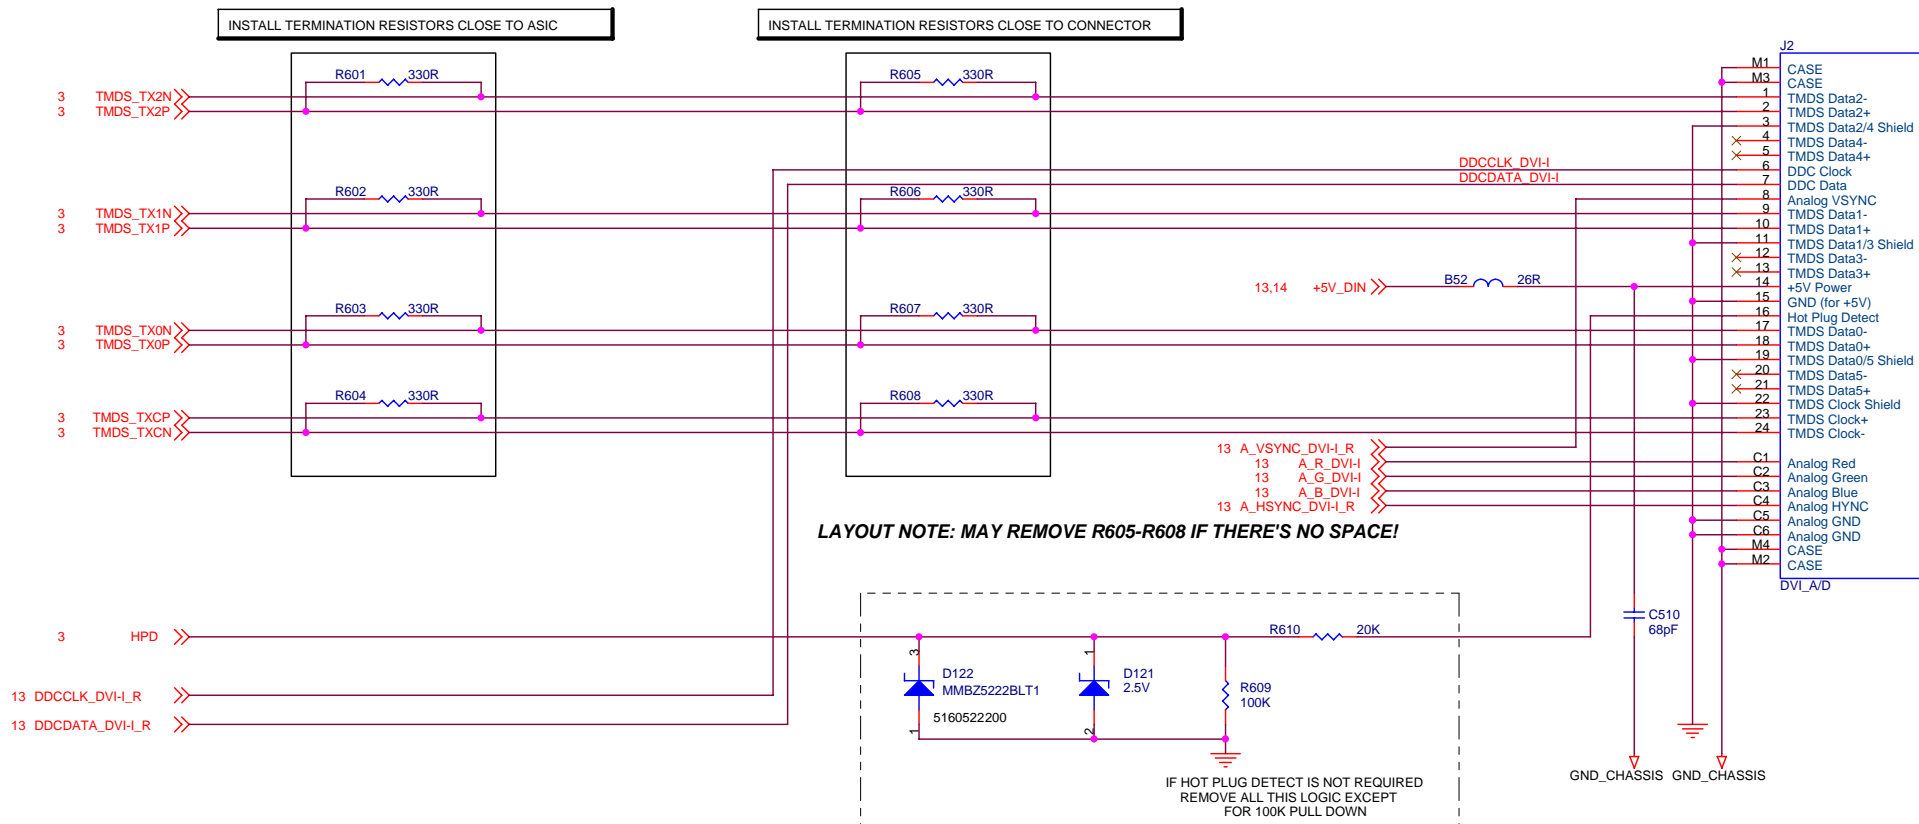 INSTALL TERMINATION RESISTORS CLOSE TO ASIC
INSTALL TERMINATION RESISTORS CLOSE TO CONNECTOR
R601 330R
R605 330R
3 TMDS_TX2N
3 TMDS_TX2P
R602 330R
R606 330R
3 TMDS_TX1N
3 TMDS_TX1P
R603 330R
R607 330R
3 TMDS_TX0N
3 TMDS_TX0P
R604 330R
R608 330R
3 TMDS_TXCP
3 TMDS_TXCN
DDCCLK_DVI-I
DDCDATA_DVI-I
13,14 +5V_DIN
B52 26R
13 A_VSYNC_DVI-I_R
13 A_R_DVI-I
13 A_G_DVI-I
13 A_B_DVI-I
13 A_HSYNC_DVI-I_R
J2
M1 CASE
M3 CASE
1 TMDS Data2-
2 TMDS Data2+
3 TMDS Data2/4 Shield
4 TMDS Data4-
5 TMDS Data4+
6 DDC Clock
7 DDC Data
8 Analog VSYNC
9 TMDS Data1-
10 TMDS Data1+
11 TMDS Data1/3 Shield
12 TMDS Data3-
13 TMDS Data3+
14 +5V Power
15 GND (for +5V)
16 Hot Plug Detect
17 TMDS Data0-
18 TMDS Data0+
19 TMDS Data0/5 Shield
20 TMDS Data5-
21 TMDS Data5+
22 TMDS Clock Shield
23 TMDS Clock+
24 TMDS Clock-
C1 Analog Red
C2 Analog Green
C3 Analog Blue
C4 Analog HYNC
C5 Analog GND
C6 Analog GND
M4 CASE
M2 CASE
DVI_A/D
LAYOUT NOTE: MAY REMOVE R605-R608 IF THERE'S NO SPACE!
3 HPD
13 DDCCLK_DVI-I_R
13 DDCDATA_DVI-I_R
3
D122
MMBZ5222BLT1
5160522200
1
1
D121
2.5V
2
R609
100K
R610 20K
C510
68pF
GND_CHASSIS
GND_CHASSIS
IF HOT PLUG DETECT IS NOT REQUIRED
REMOVE ALL THIS LOGIC EXCEPT
FOR 100K PULL DOWN